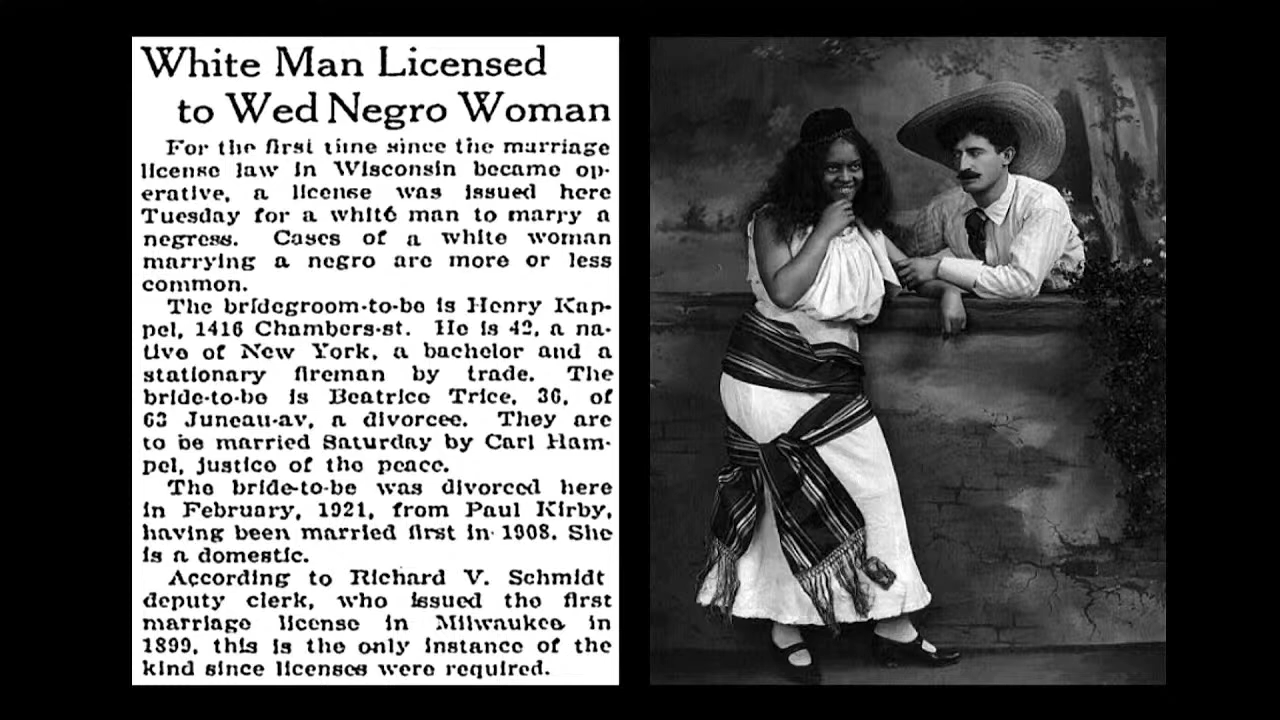 White Man Licensed
to Wed Negro Woman
For the first time since the marriage
license law in Wisconsin became op-
erative, a license was issued here
Tuesday for a white man to marry a
negress. Cases of a white woman
marrying a negro are more or less
common.
The bridegroom-to-be is Henry Kap-
pel, 1416 Chambers-st. He is 42, a na-
tive of New York, a bachelor and a
stationary fireman by trade. The
bride-to-be is Beatrice Trice, 36, of
63 Juneau-av, a divorcee. They are
to be married Saturday by Carl Ham-
pel, justice of the peace.
The bride-to-be was divorced here
in February, 1921, from Paul Kirby,
having been married first in 1908. She
is a domestic.
According to Richard V. Schmidt
deputy clerk, who issued the first
marriage license in Milwaukee in
1899, this is the only instance of the
kind since licenses were required.